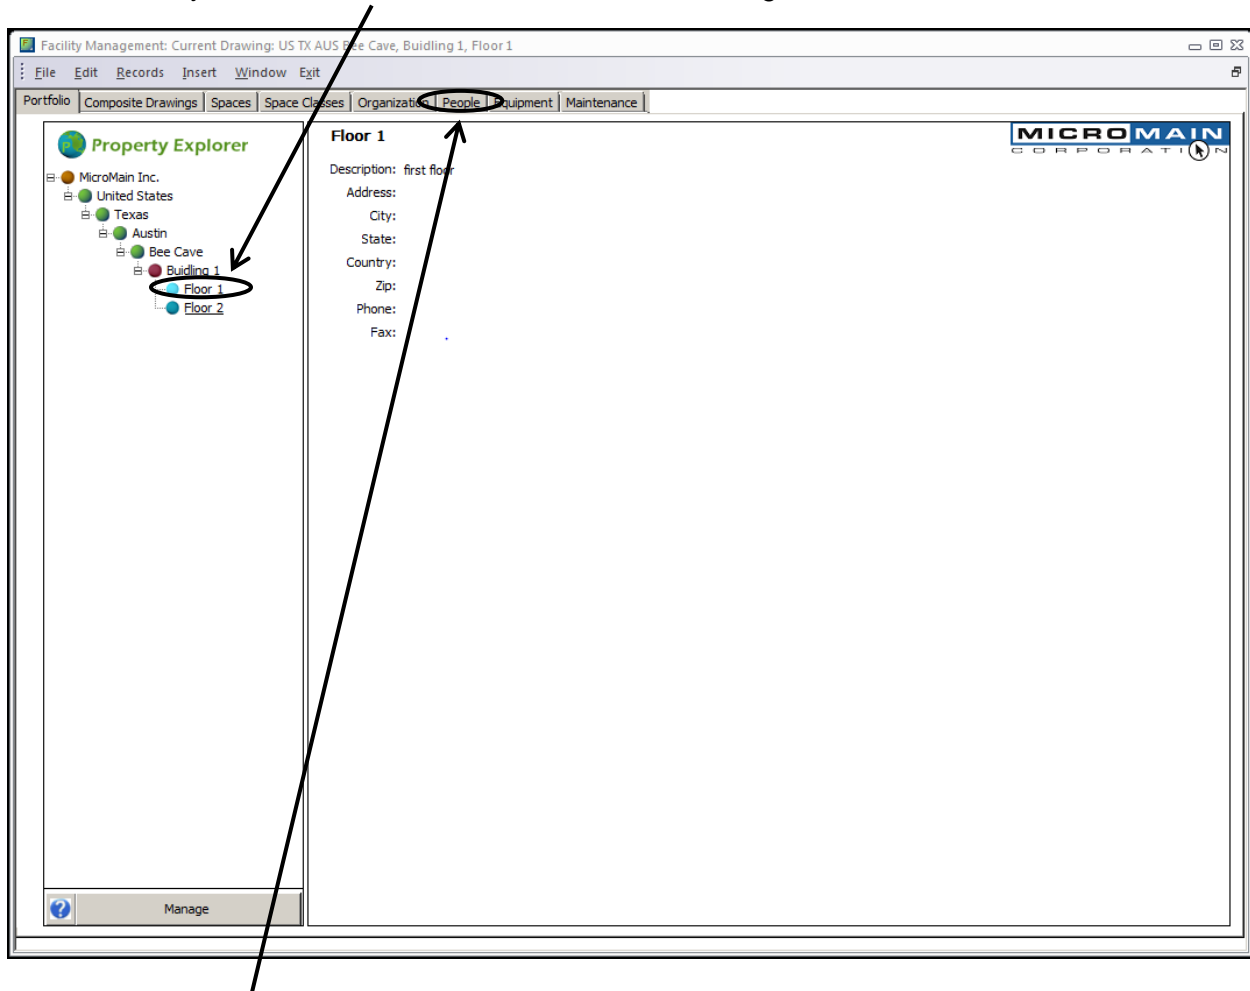 Facility Management: Current Drawing: US TX AUS Bee Cave, Buidling 1, Floor 1
File Edit Records Insert Window Exit
Portfolio Composite Drawings Spaces Space Classes Organization People Equipment Maintenance
Property Explorer
MicroMain Inc.
United States
Texas
Austin
Bee Cave
Buidling 1
Floor 1
Floor 2
Manage
Floor 1
Description: first floor
Address:
City:
State:
Country:
Zip:
Phone:
Fax:
MICROMAIN
CORPORATION